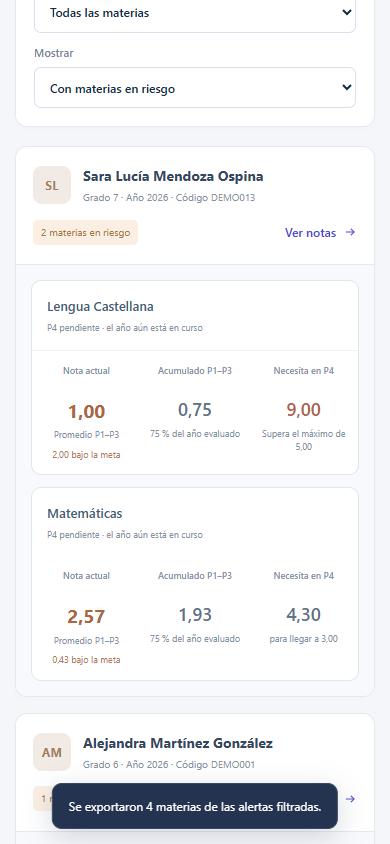 Todas las materias
Mostrar
Con materias en riesgo
SL
Sara Lucía Mendoza Ospina
Grado 7 · Año 2026 · Código DEMO013
2 materias en riesgo
Ver notas →
Lengua Castellana
P4 pendiente · el año aún está en curso
Nota actual
Acumulado P1–P3
Necesita en P4
1,00
0,75
9,00
Promedio P1–P3
75 % del año evaluado
Supera el máximo de
5,00
2,00 bajo la meta
Matemáticas
P4 pendiente · el año aún está en curso
Nota actual
Acumulado P1–P3
Necesita en P4
2,57
1,93
4,30
Promedio P1–P3
75 % del año evaluado
para llegar a 3,00
0,43 bajo la meta
AM
Alejandra Martínez González
Grado 6 · Año 2026 · Código DEMO001
1
→
Se exportaron 4 materias de las alertas filtradas.